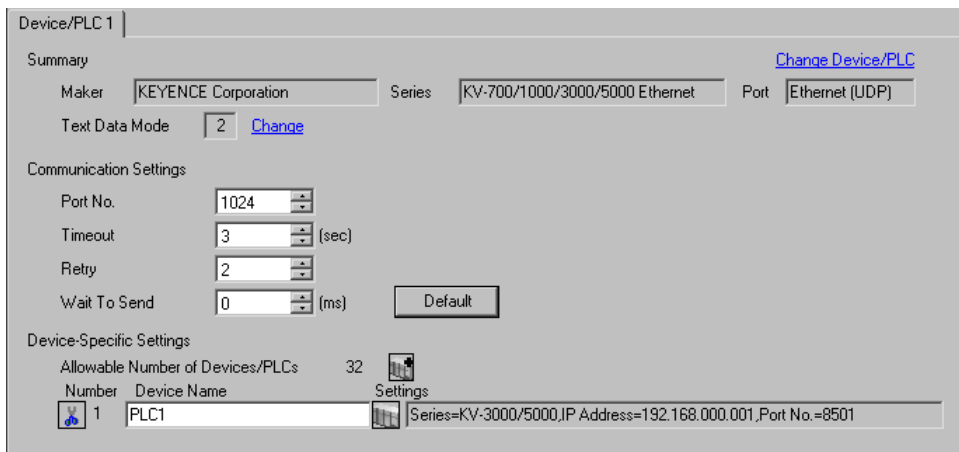 Device/PLC 1
Summary Change Device/PLC
Maker KEYENCE Corporation Series KV-700/1000/3000/5000 Ethernet Port Ethernet (UDP)
Text Data Mode 2 Change
Communication Settings
Port No. 1024
Timeout 3 (sec)
Retry 2
Wait To Send 0 (ms) Default
Device-Specific Settings
Allowable Number of Devices/PLCs 32
Number Device Name Settings
1 PLC1 Series=KV-3000/5000,IP Address=192.168.000.001,Port No.=8501